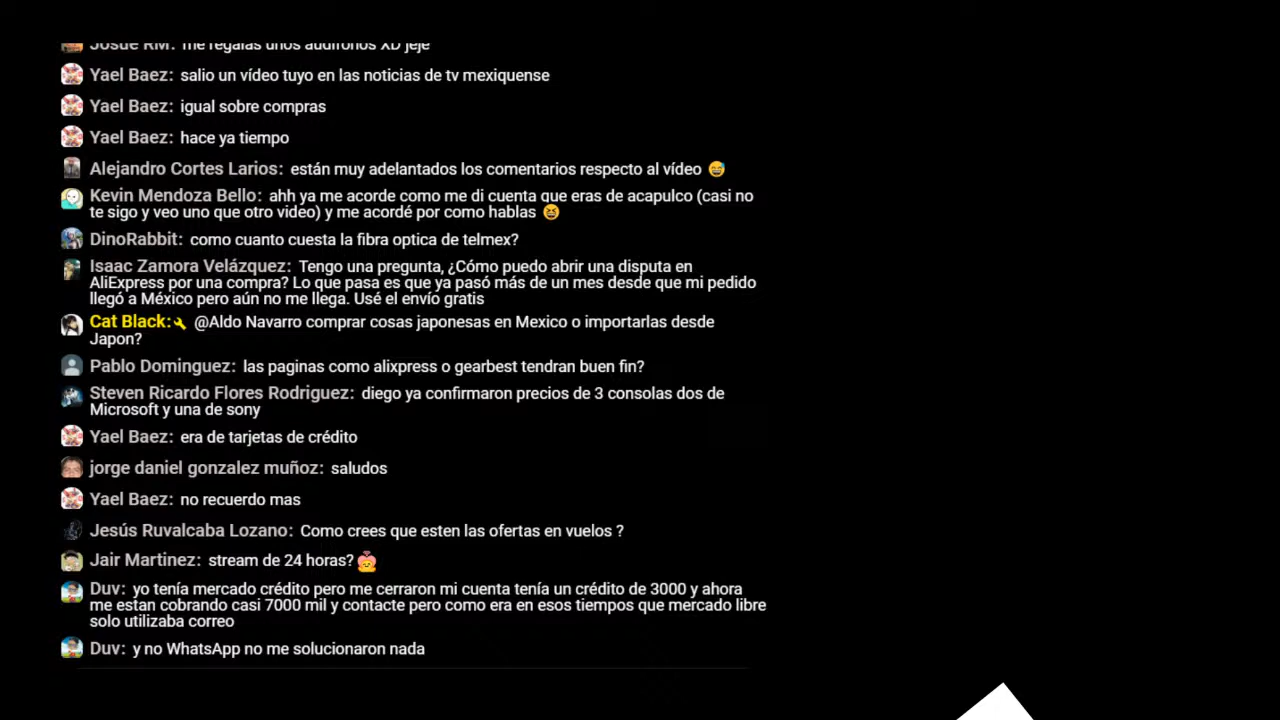 Josue RM: me regalas unos audifonos XD jeje
Yael Baez: salio un vídeo tuyo en las noticias de tv mexiquense
Yael Baez: igual sobre compras
Yael Baez: hace ya tiempo
Alejandro Cortes Larios: están muy adelantados los comentarios respecto al vídeo 😅
Kevin Mendoza Bello: ahh ya me acorde como me di cuenta que eras de acapulco (casi no
te sigo y veo uno que otro video) y me acordé por como hablas 😆
DinoRabbit: como cuanto cuesta la fibra optica de telmex?
Isaac Zamora Velázquez: Tengo una pregunta, ¿Cómo puedo abrir una disputa en
AliExpress por una compra? Lo que pasa es que ya pasó más de un mes desde que mi pedido
llegó a México pero aún no me llega. Usé el envío gratis
Cat Black: @Aldo Navarro comprar cosas japonesas en Mexico o importarlas desde
Japon?
Pablo Dominguez: las paginas como alixpress o gearbest tendran buen fin?
Steven Ricardo Flores Rodriguez: diego ya confirmaron precios de 3 consolas dos de
Microsoft y una de sony
Yael Baez: era de tarjetas de crédito
jorge daniel gonzalez muñoz: saludos
Yael Baez: no recuerdo mas
Jesús Ruvalcaba Lozano: Como crees que esten las ofertas en vuelos ?
Jair Martinez: stream de 24 horas?
Duv: yo tenía mercado crédito pero me cerraron mi cuenta tenía un crédito de 3000 y ahora
me estan cobrando casi 7000 mil y contacte pero como era en esos tiempos que mercado libre
solo utilizaba correo
Duv: y no WhatsApp no me solucionaron nada